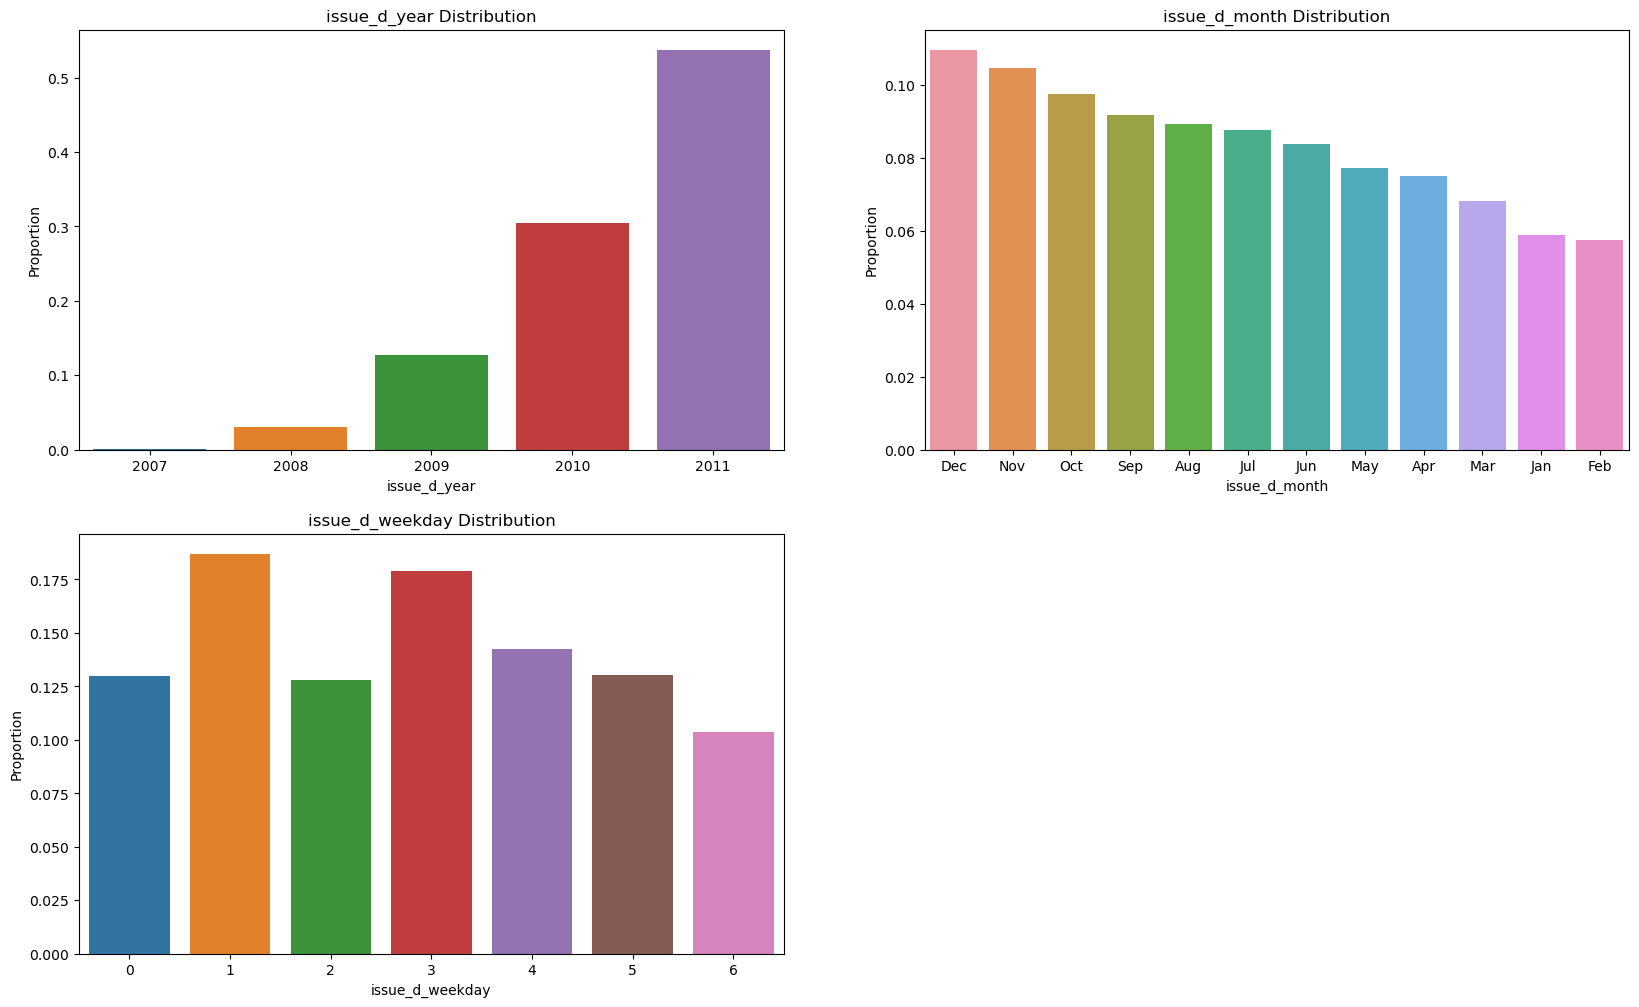 issue_d_year Distribution
Proportion
0.5
0.4
0.3
0.2
0.1
0.0
2007 2008 2009 2010 2011
issue_d_year
issue_d_month Distribution
Proportion
0.10
0.08
0.06
0.04
0.02
0.00
Dec Nov Oct Sep Aug Jul Jun May Apr Mar Jan Feb
issue_d_month
issue_d_weekday Distribution
Proportion
0.175
0.150
0.125
0.100
0.075
0.050
0.025
0.000
0 1 2 3 4 5 6
issue_d_weekday